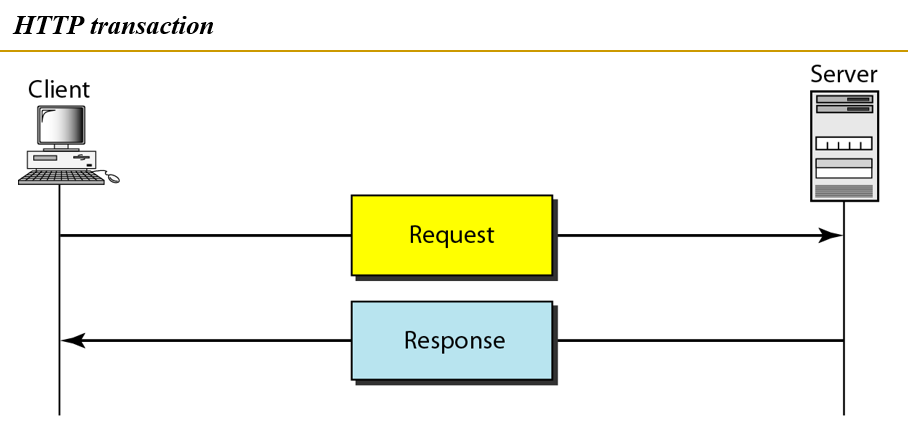 HTTP transaction
Client
Server
Request
Response